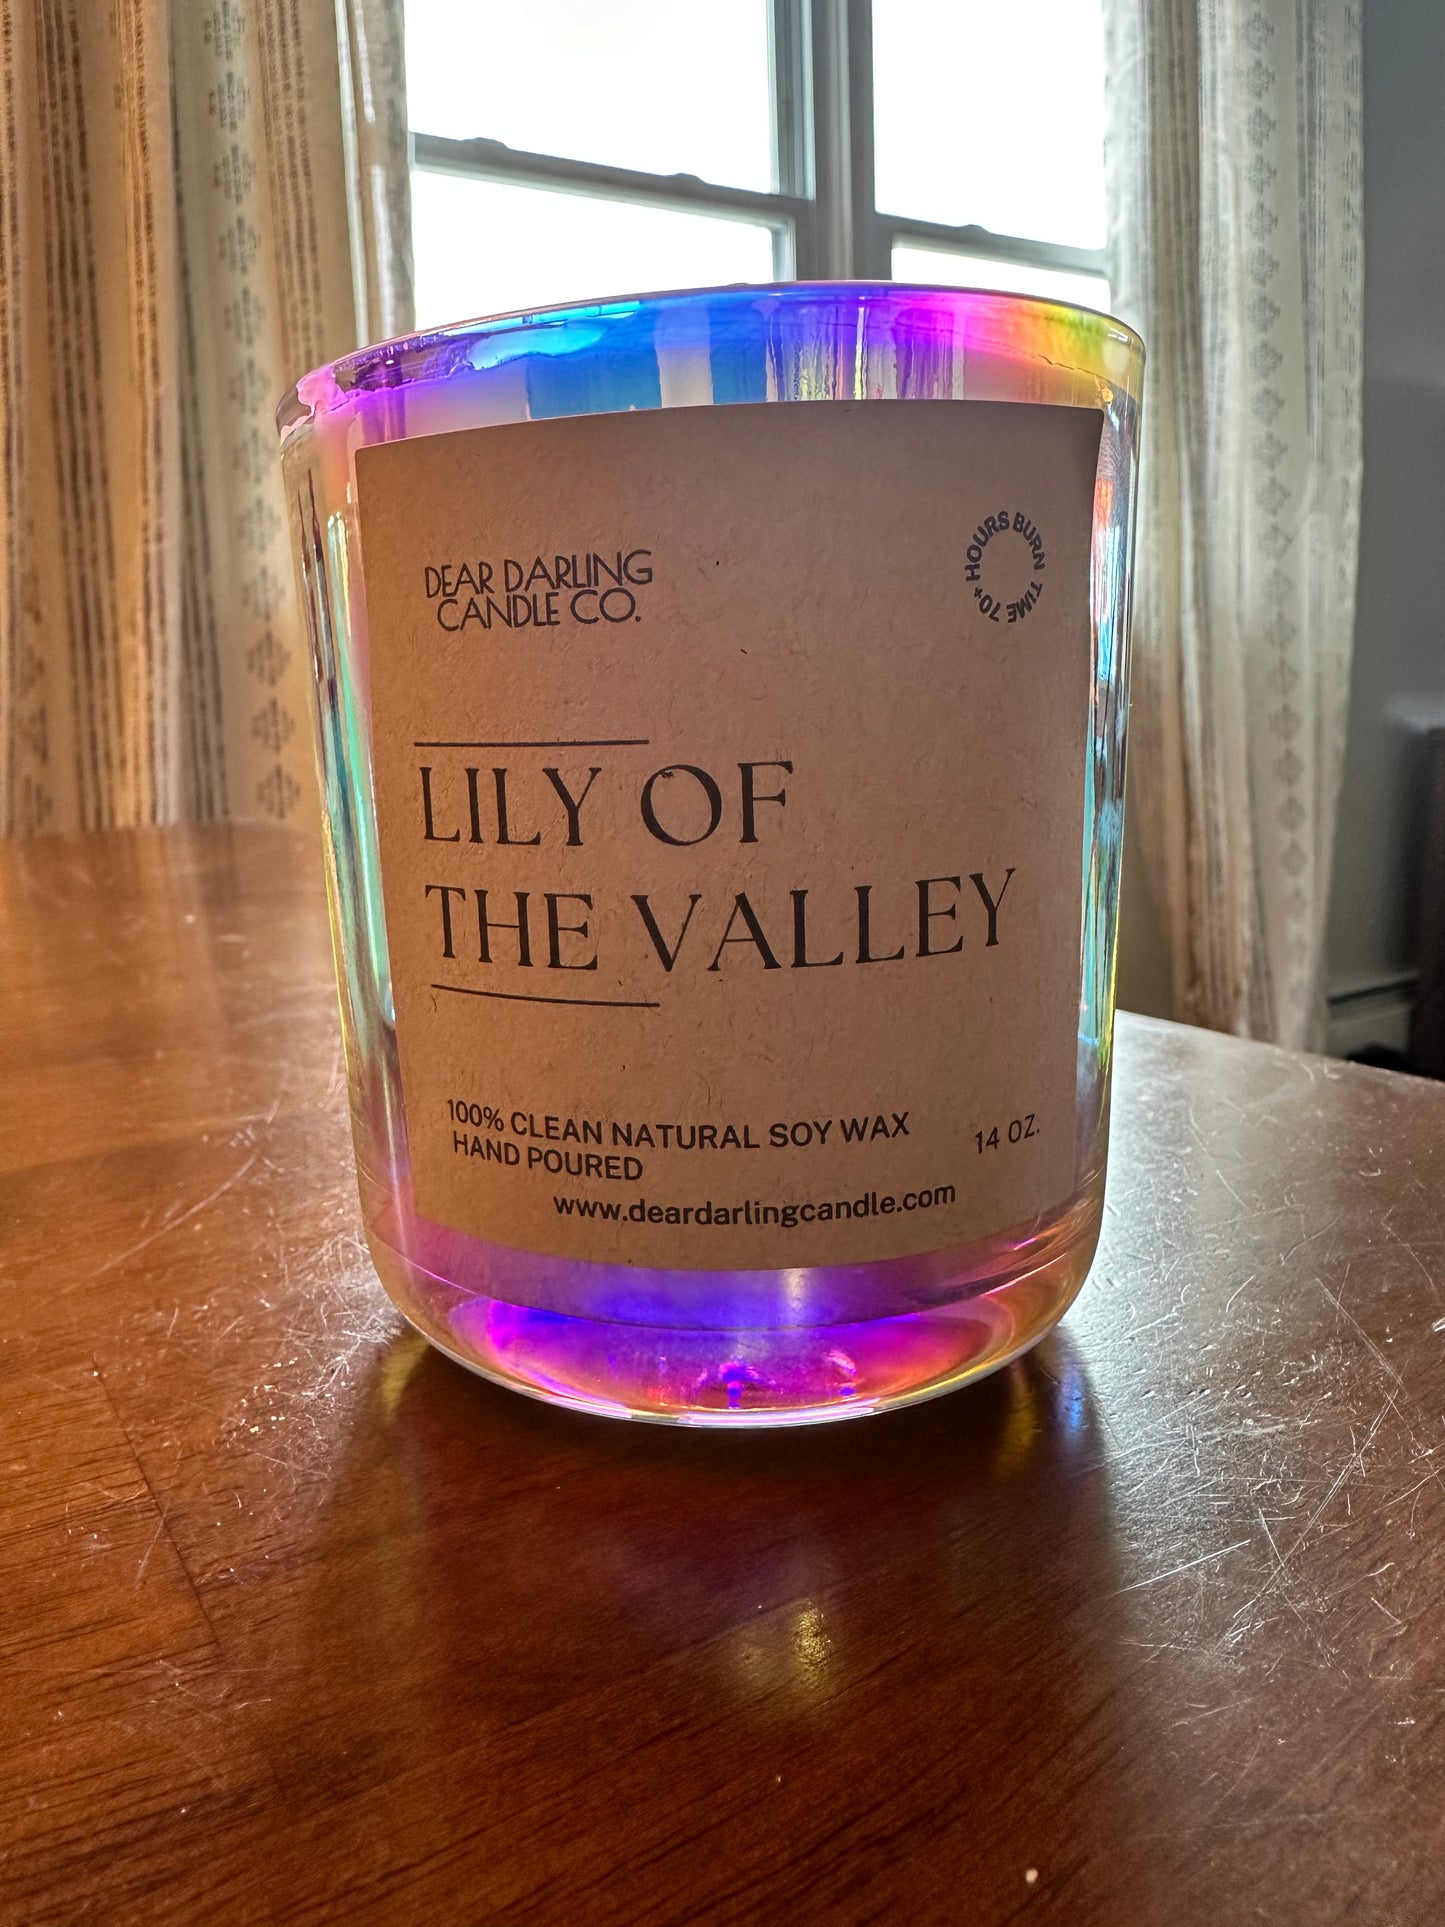 DEAR DARLING
CANDLE CO.
HOURS BURN TIME 70+
LILY OF
THE VALLEY
100% CLEAN NATURAL SOY WAX
HAND POURED
14 OZ.
www.deardarlingcandle.com